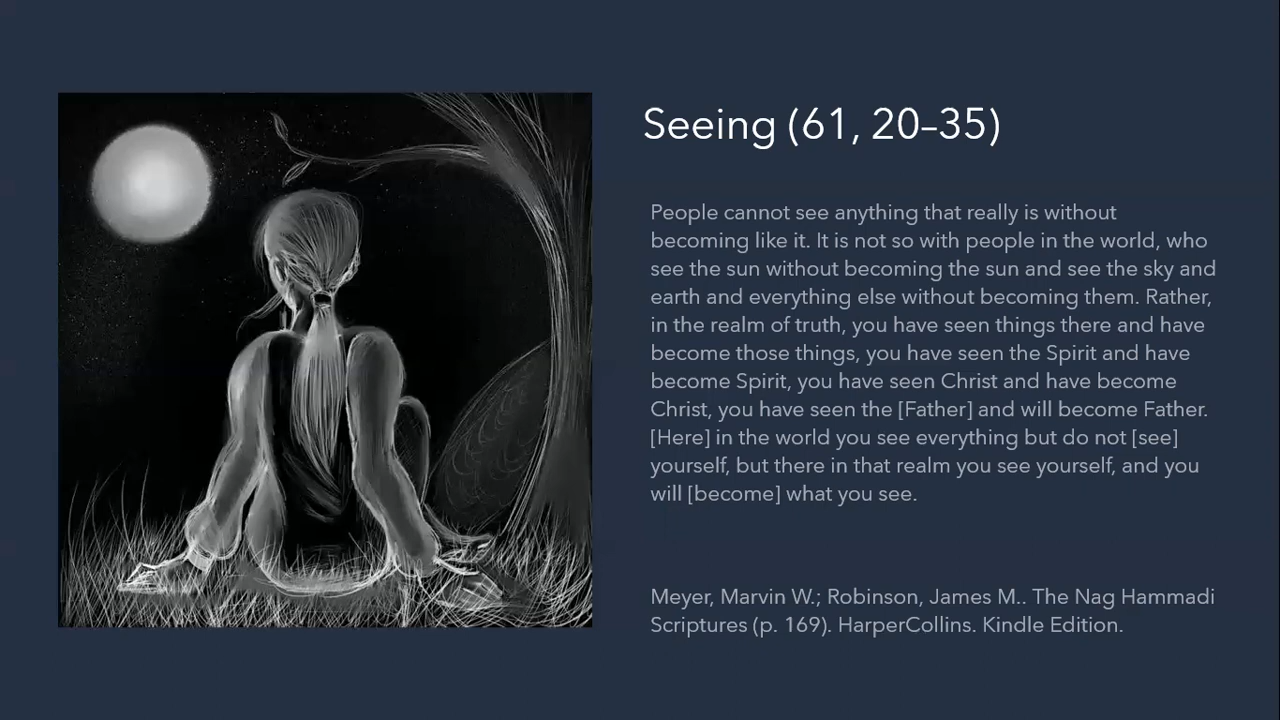 Seeing (61, 20–35)
People cannot see anything that really is without
becoming like it. It is not so with people in the world, who
see the sun without becoming the sun and see the sky and
earth and everything else without becoming them. Rather,
in the realm of truth, you have seen things there and have
become those things, you have seen the Spirit and have
become Spirit, you have seen Christ and have become
Christ, you have seen the [Father] and will become Father.
[Here] in the world you see everything but do not [see]
yourself, but there in that realm you see yourself, and you
will [become] what you see.
Meyer, Marvin W.; Robinson, James M.. The Nag Hammadi
Scriptures (p. 169). HarperCollins. Kindle Edition.